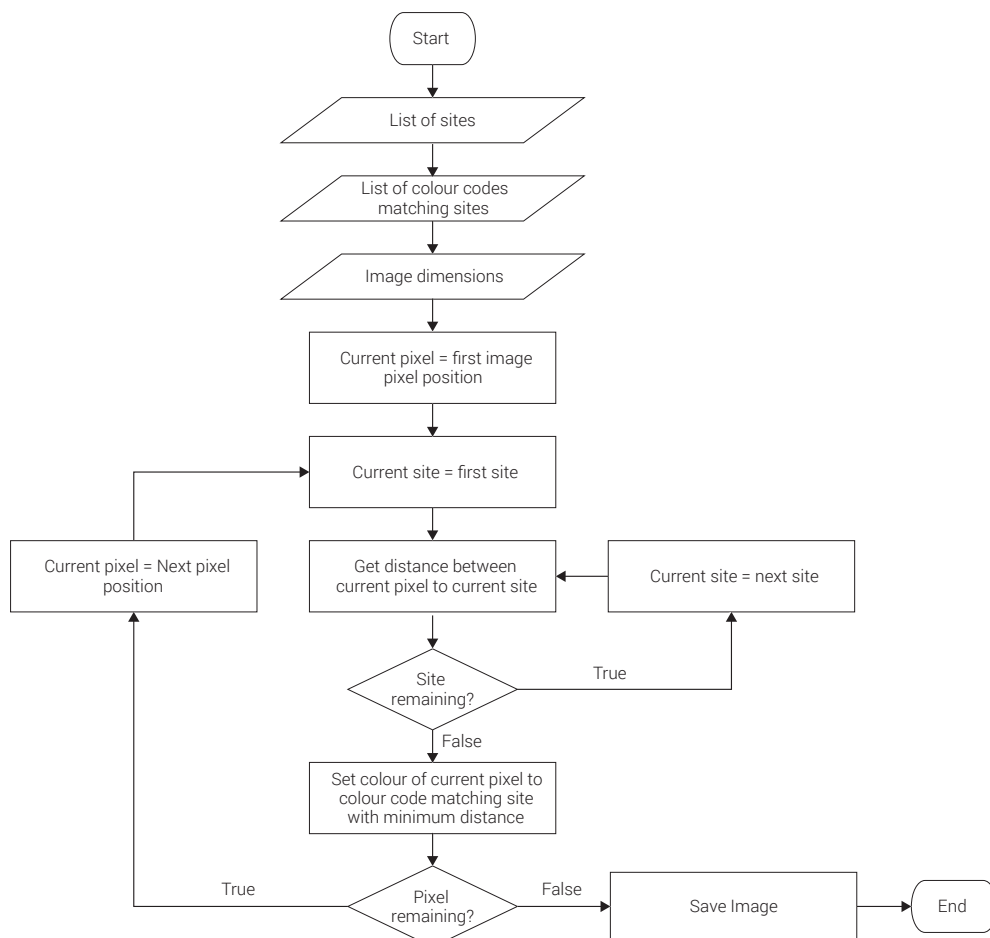 Start
List of sites
List of colour codes
matching sites
Image dimensions
Current pixel = first image
pixel position
Current site = first site
Current pixel = Next pixel
position
Get distance between
current pixel to current site
Current site = next site
Site
remaining?
True
False
Set colour of current pixel to
colour code matching site
with minimum distance
True
Pixel
remaining?
False
Save Image
End